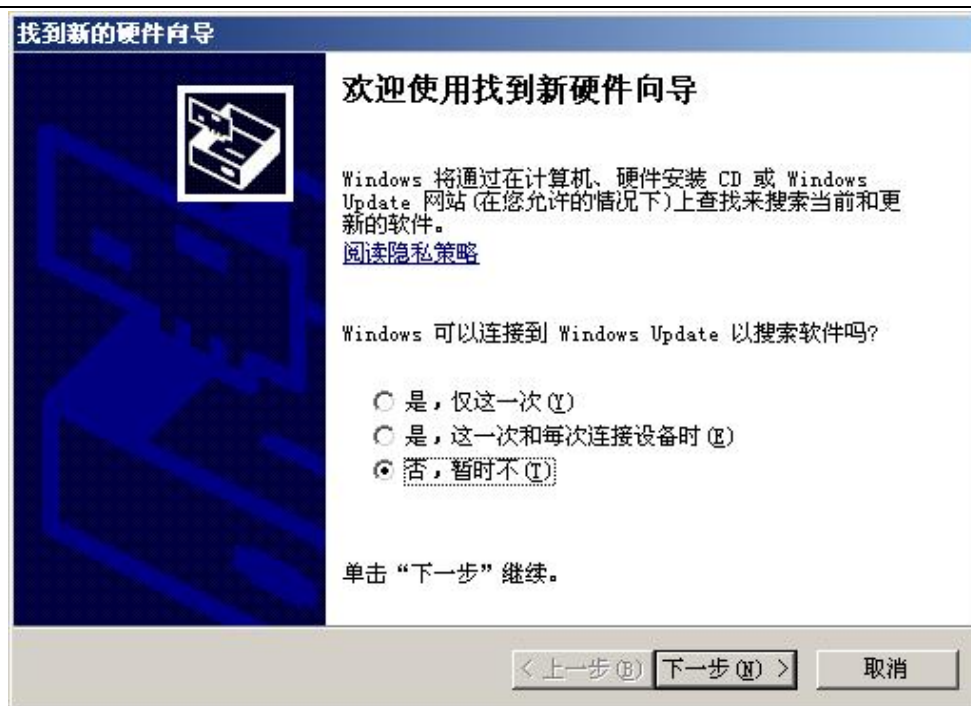 找到新的硬件向导
欢迎使用找到新硬件向导
Windows 将通过在计算机、硬件安装 CD 或 Windows
Update 网站(在您允许的情况下)上查找来搜索当前和更
新的软件。
阅读隐私策略
Windows 可以连接到 Windows Update 以搜索软件吗?
是,仅这一次(Y)
是,这一次和每次连接设备时(E)
否,暂时不(T)
单击“下一步”继续。
< 上一步(B) 下一步(N) > 取消